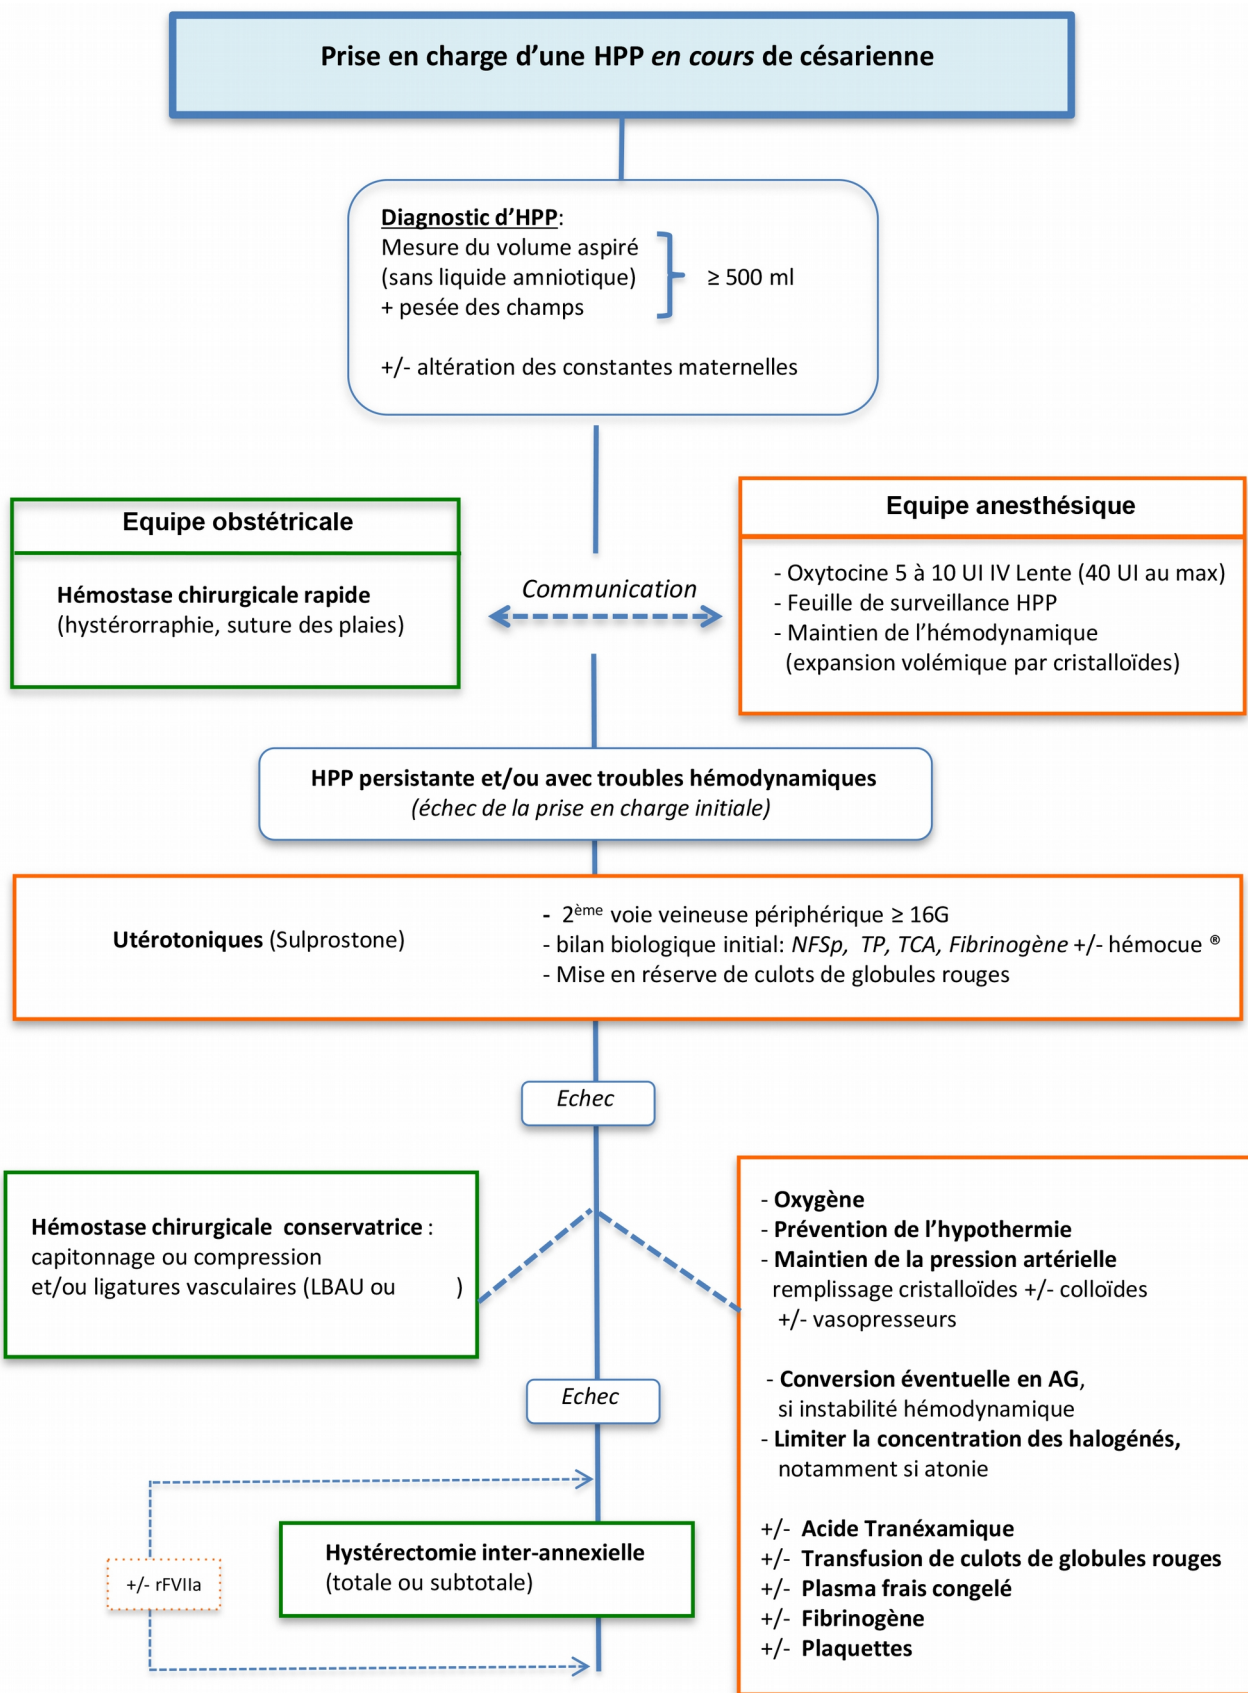 Prise en charge d'une HPP en cours de césarienne
Diagnostic d'HPP:
Mesure du volume aspiré
(sans liquide amniotique)
+ pesée des champs
≥ 500 ml
+/- altération des constantes maternelles
Equipe obstétricale
Hémostase chirurgicale rapide
(hystérorraphie, suture des plaies)
Communication
Equipe anesthésique
- Oxytocine 5 à 10 UI IV Lente (40 UI au max)
- Feuille de surveillance HPP
- Maintien de l'hémodynamique
(expansion volémique par cristalloïdes)
HPP persistante et/ou avec troubles hémodynamiques
(échec de la prise en charge initiale)
Utérotoniques (Sulprostone)
- 2ème voie veineuse périphérique ≥ 16G
- bilan biologique initial: NFSp, TP, TCA, Fibrinogène +/- hémocue ®
- Mise en réserve de culots de globules rouges
Echec
Hémostase chirurgicale conservatrice :
capitonnage ou compression
et/ou ligatures vasculaires (LBAU ou )
- Oxygène
- Prévention de l'hypothermie
- Maintien de la pression artérielle
remplissage cristalloïdes +/- colloïdes
+/- vasopresseurs
- Conversion éventuelle en AG,
si instabilité hémodynamique
- Limiter la concentration des halogénés,
notamment si atonie
+/- Acide Tranéxamique
+/- Transfusion de culots de globules rouges
+/- Plasma frais congelé
+/- Fibrinogène
+/- Plaquettes
Echec
Hystérectomie inter-annexielle
(totale ou subtotale)
+/- rFVIIa